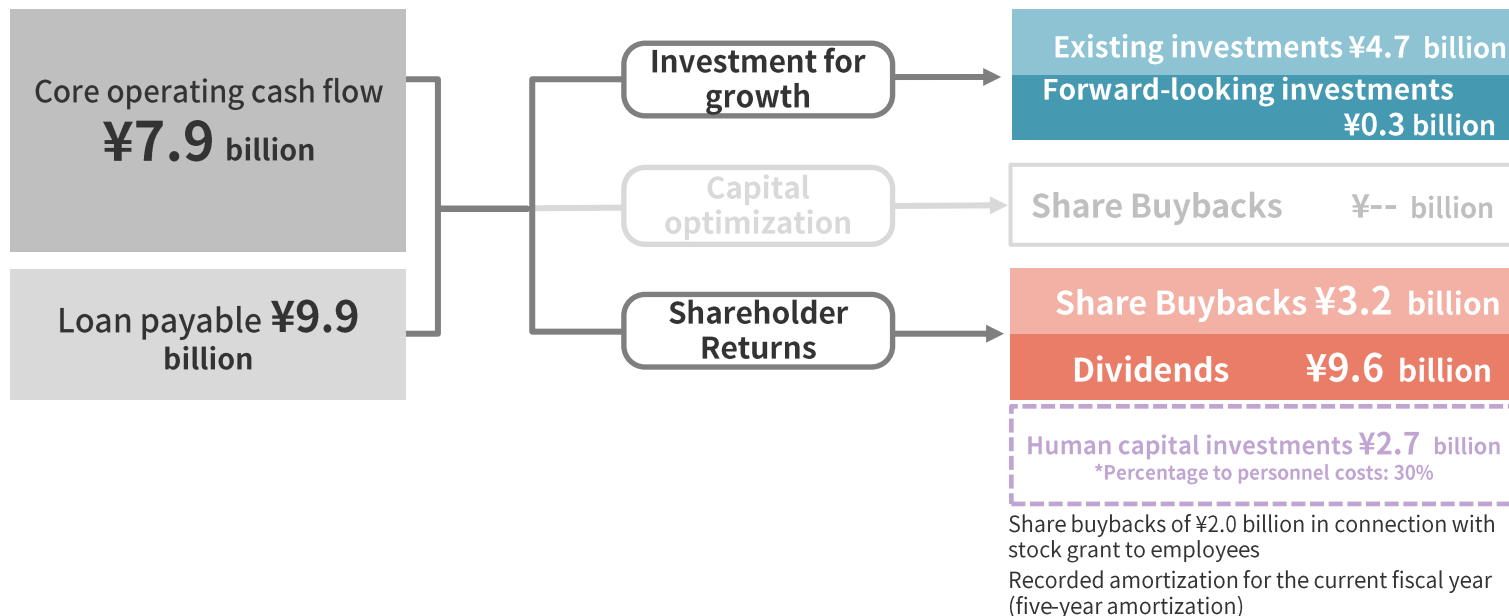 Core operating cash flow
¥7.9 billion
Loan payable ¥9.9
billion
Investment for
growth
Capital
optimization
Shareholder
Returns
Existing investments ¥4.7 billion
Forward-looking investments
¥0.3 billion
Share Buybacks ¥-- billion
Share Buybacks ¥3.2 billion
Dividends ¥9.6 billion
Human capital investments ¥2.7 billion
*Percentage to personnel costs: 30%
Share buybacks of ¥2.0 billion in connection with
stock grant to employees
Recorded amortization for the current fiscal year
(five-year amortization)